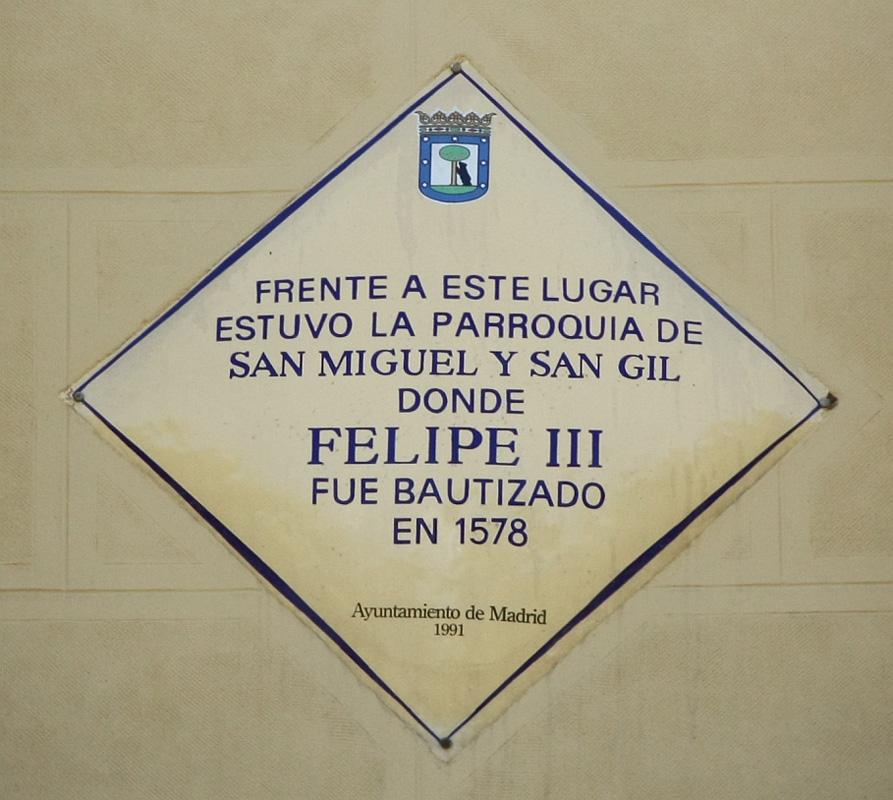 FRENTE A ESTE LUGAR
ESTUVO LA PARROQUIA DE
SAN MIGUEL Y SAN GIL
DONDE
FELIPE III
FUE BAUTIZADO
EN 1578
Ayuntamiento de Madrid
1991